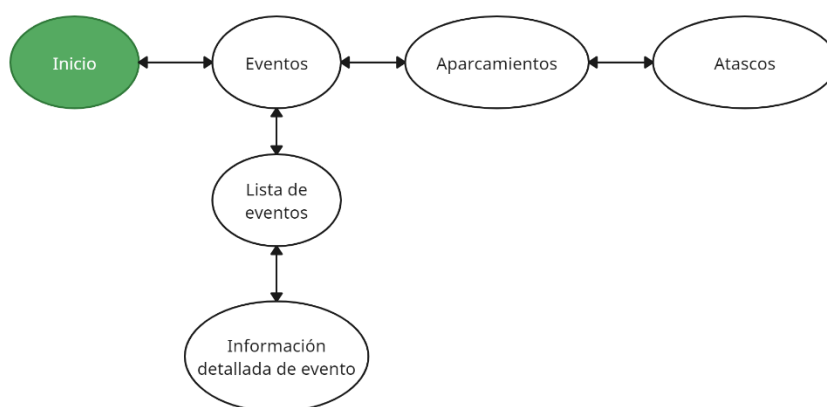 Inicio
Eventos
Aparcamientos
Atascos
Lista de
eventos
Información
detallada de evento